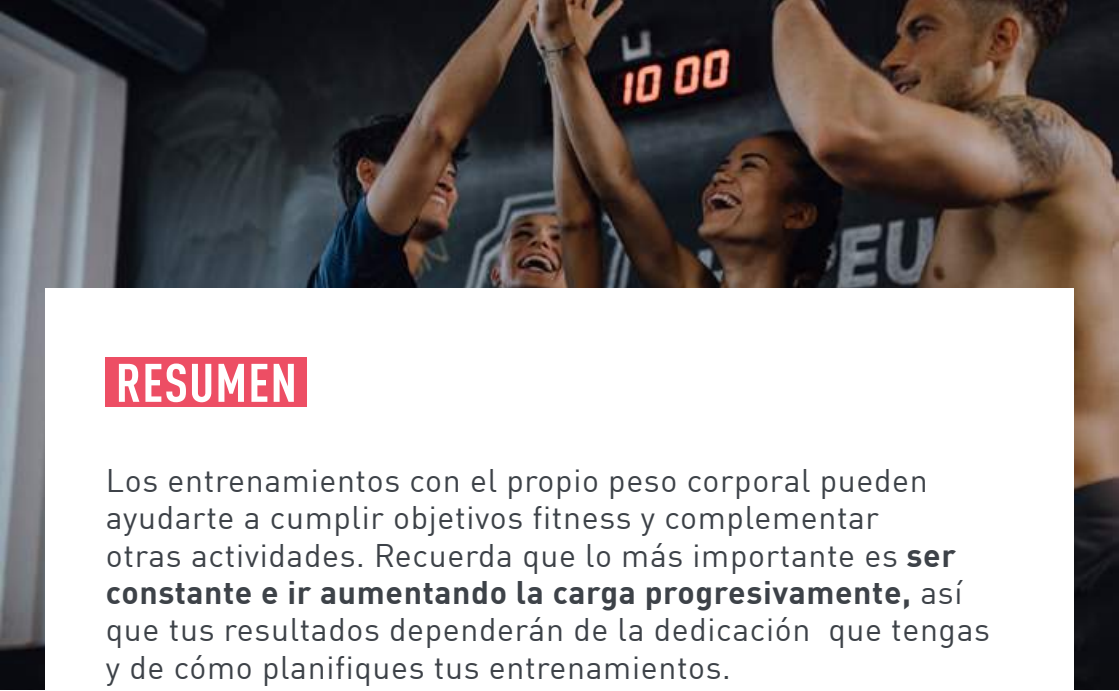 10 00
EU
RESUMEN
Los entrenamientos con el propio peso corporal pueden
ayudarte a cumplir objetivos fitness y complementar
otras actividades. Recuerda que lo más importante es ser
constante e ir aumentando la carga progresivamente, así
que tus resultados dependerán de la dedicación  que tengas
y de cómo planifiques tus entrenamientos.